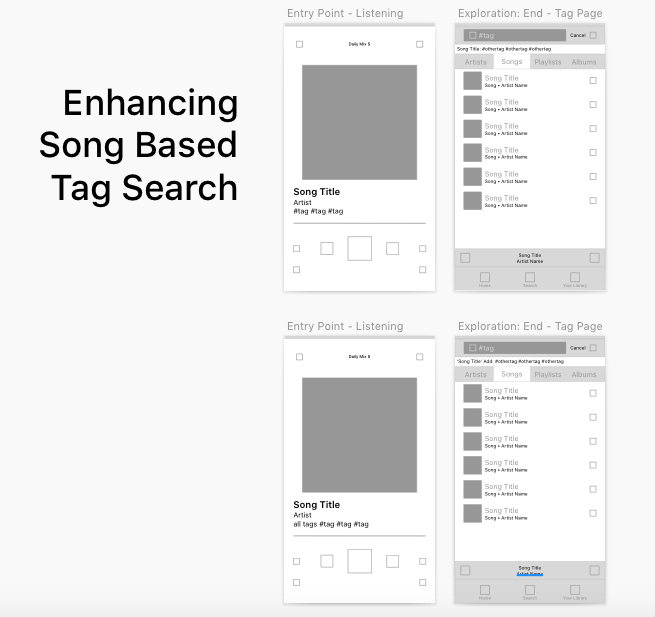 Enhancing
Song Based
Tag Search
Entry Point - Listening
Daily Mix 5
Song Title
Artist
#tag #tag #tag
Exploration: End - Tag Page
#tag
Cancel
Song Title: #othertag #othertag #othertag
Artists Songs Playlists Albums
Song Title
Song • Artist Name
Song Title
Song • Artist Name
Song Title
Song • Artist Name
Song Title
Song • Artist Name
Song Title
Song • Artist Name
Song Title
Song • Artist Name
Song Title
Artist Name
Home Search Your Library
Entry Point - Listening
Daily Mix 5
Song Title
Artist
all tags #tag #tag #tag
Exploration: End - Tag Page
#tag
Cancel
'Song Title' Add: #othertag #othertag #othertag
Artists Songs Playlists Albums
Song Title
Song • Artist Name
Song Title
Song • Artist Name
Song Title
Song • Artist Name
Song Title
Song • Artist Name
Song Title
Song • Artist Name
Song Title
Song • Artist Name
Song Title
Artist Name
Home Search Your Library